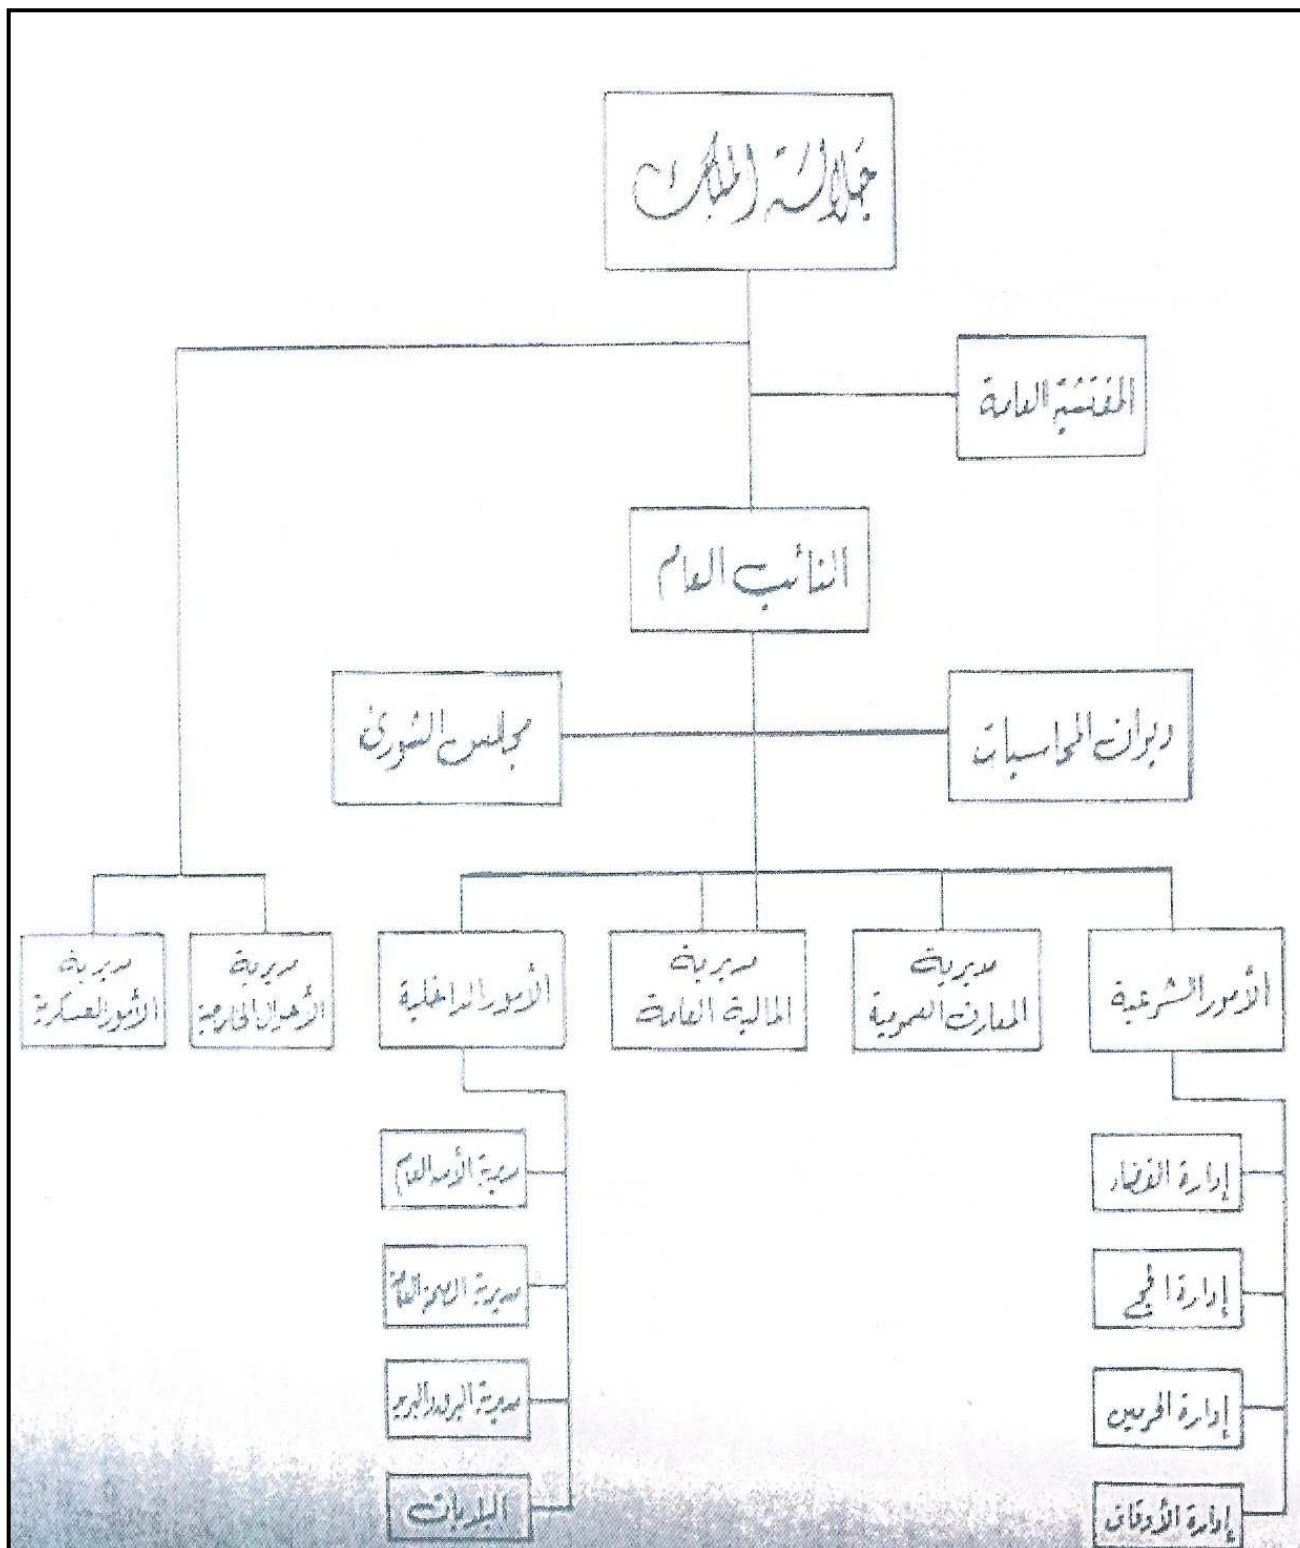 جلالة الملك
المفتشية العامة
النائب العام
ديوان المحاسبات
مجلس الشورى
الأمور الشرعية
مديرية
المعارف العمومية
مديرية
المالية العامة
الأمور الداخلية
مديرية
الأحوال الخارجية
مديرية
الأمور العسكرية
إدارة القضاء
إدارة الحج
إدارة الحرمين
إدارة الأوقاف
مديرية الأمن العام
مديرية الصحة العامة
مديرية البرق والبريد
البلديات